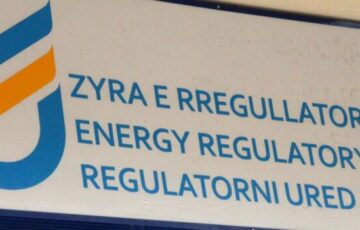 ZYRA E RREGULLATOR
ENERGY REGULATORY
REGULATORNI URED